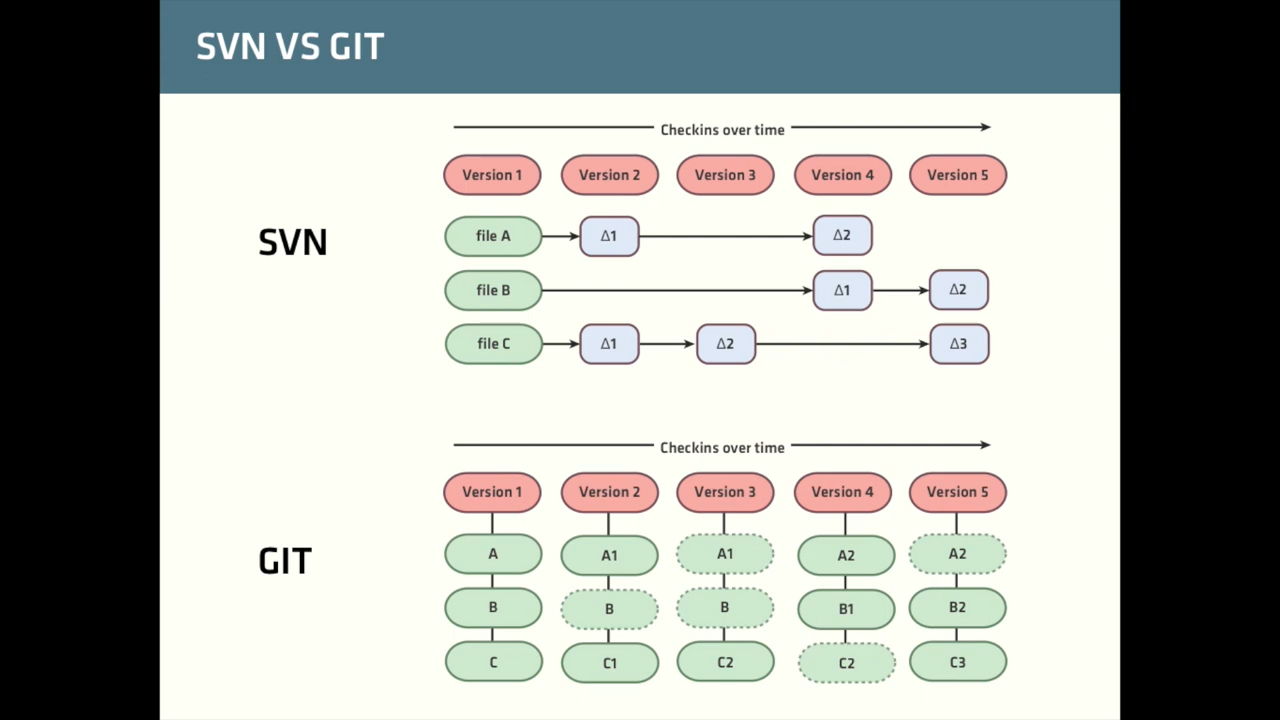 SVN VS GIT
Checkins over time
Version 1 Version 2 Version 3 Version 4 Version 5
SVN
file A Δ1 Δ2
file B Δ1 Δ2
file C Δ1 Δ2 Δ3
Checkins over time
Version 1 Version 2 Version 3 Version 4 Version 5
GIT
A A1 A1 A2 A2
B B B B1 B2
C C1 C2 C2 C3